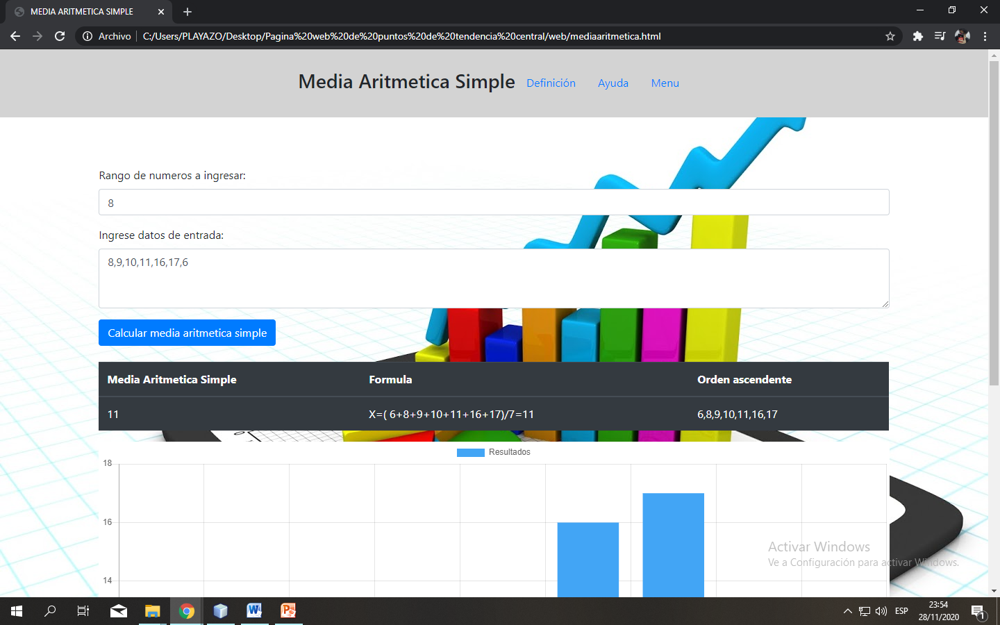 MEDIA ARITMETICA SIMPLE
Archivo C:/Users/PLAYAZO/Desktop/Pagina%20web%20de%20puntos%20de%20tendencia%20central/web/mediaaritmetica.html
Media Aritmetica Simple Definición Ayuda Menu
Rango de numeros a ingresar:
8
Ingrese datos de entrada:
8,9,10,11,16,17,6
Calcular media aritmetica simple
Media Aritmetica Simple Formula Orden ascendente
11 X=( 6+8+9+10+11+16+17)/7=11 6,8,9,10,11,16,17
Resultados
18
16
14
Activar Windows
Ve a Configuración para activar Windows.
ESP
23:54
28/11/2020
1